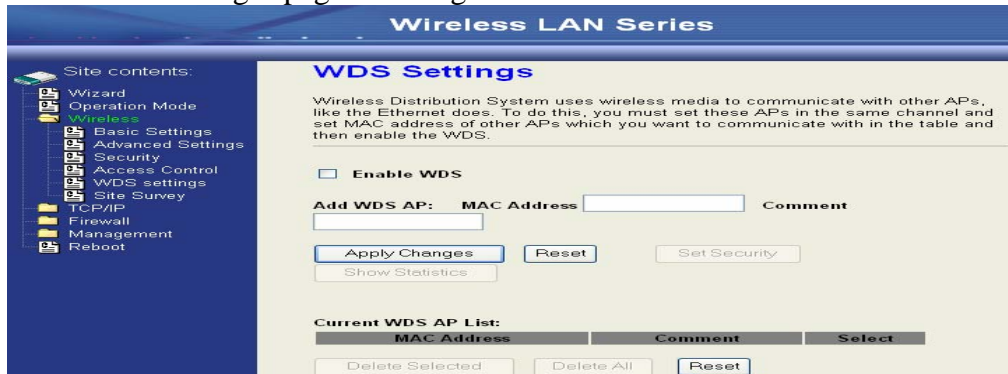 Wireless LAN Series
Site contents:
Wizard
Operation Mode
Wireless
Basic Settings
Advanced Settings
Security
Access Control
WDS settings
Site Survey
TCP/IP
Firewall
Management
Reboot
WDS Settings
Wireless Distribution System uses wireless media to communicate with other APs,
like the Ethernet does. To do this, you must set these APs in the same channel and
set MAC address of other APs which you want to communicate with in the table and
then enable the WDS.
Enable WDS
Add WDS AP: MAC Address Comment
Apply Changes Reset Set Security
Show Statistics
Current WDS AP List:
MAC Address Comment Select
Delete Selected Delete All Reset